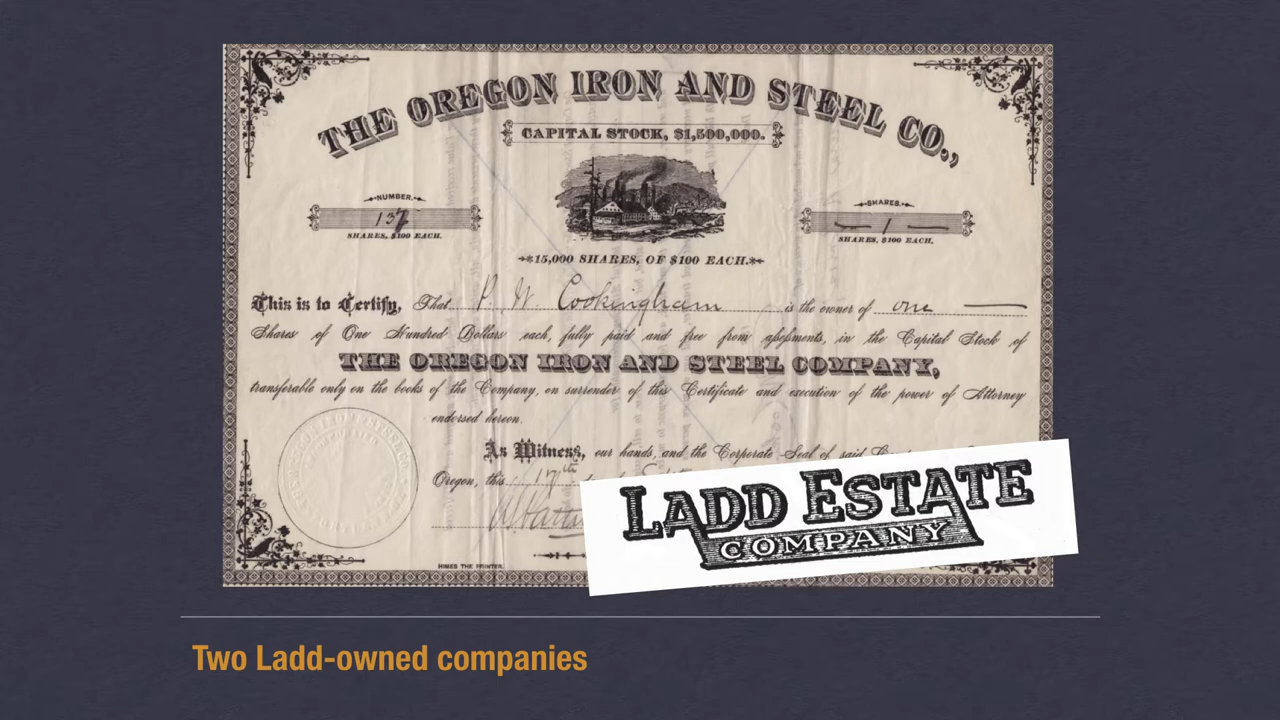 THE OREGON IRON AND STEEL CO.,
CAPITAL STOCK, $1,500,000.
NUMBER.
137
SHARES, $100 EACH.
SHARES.
1
SHARES, $100 EACH.
15,000 SHARES, OF $100 EACH.
This is to Certify, That P. W. Cookingham is the owner of one
Shares of One Hundred Dollars each, fully paid and free from assessments, in the Capital Stock of
THE OREGON IRON AND STEEL COMPANY,
transferable only on the books of the Company, on surrender of this Certificate and execution of the power of Attorney
endorsed hereon.
As Witness, our hands, and the Corporate Seal of said
Oregon, this 17th
HIMES THE PRINTER.
LADD ESTATE
COMPANY
Two Ladd-owned companies